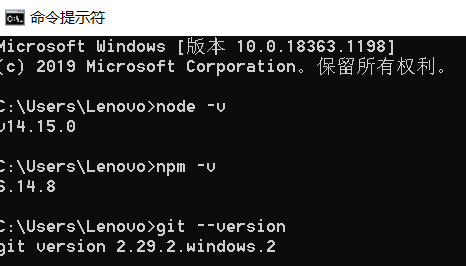 命令提示符
Microsoft Windows [版本 10.0.18363.1198]
(c) 2019 Microsoft Corporation。保留所有权利。
C:\Users\Lenovo>node -v
v14.15.0
C:\Users\Lenovo>npm -v
6.14.8
C:\Users\Lenovo>git --version
git version 2.29.2.windows.2